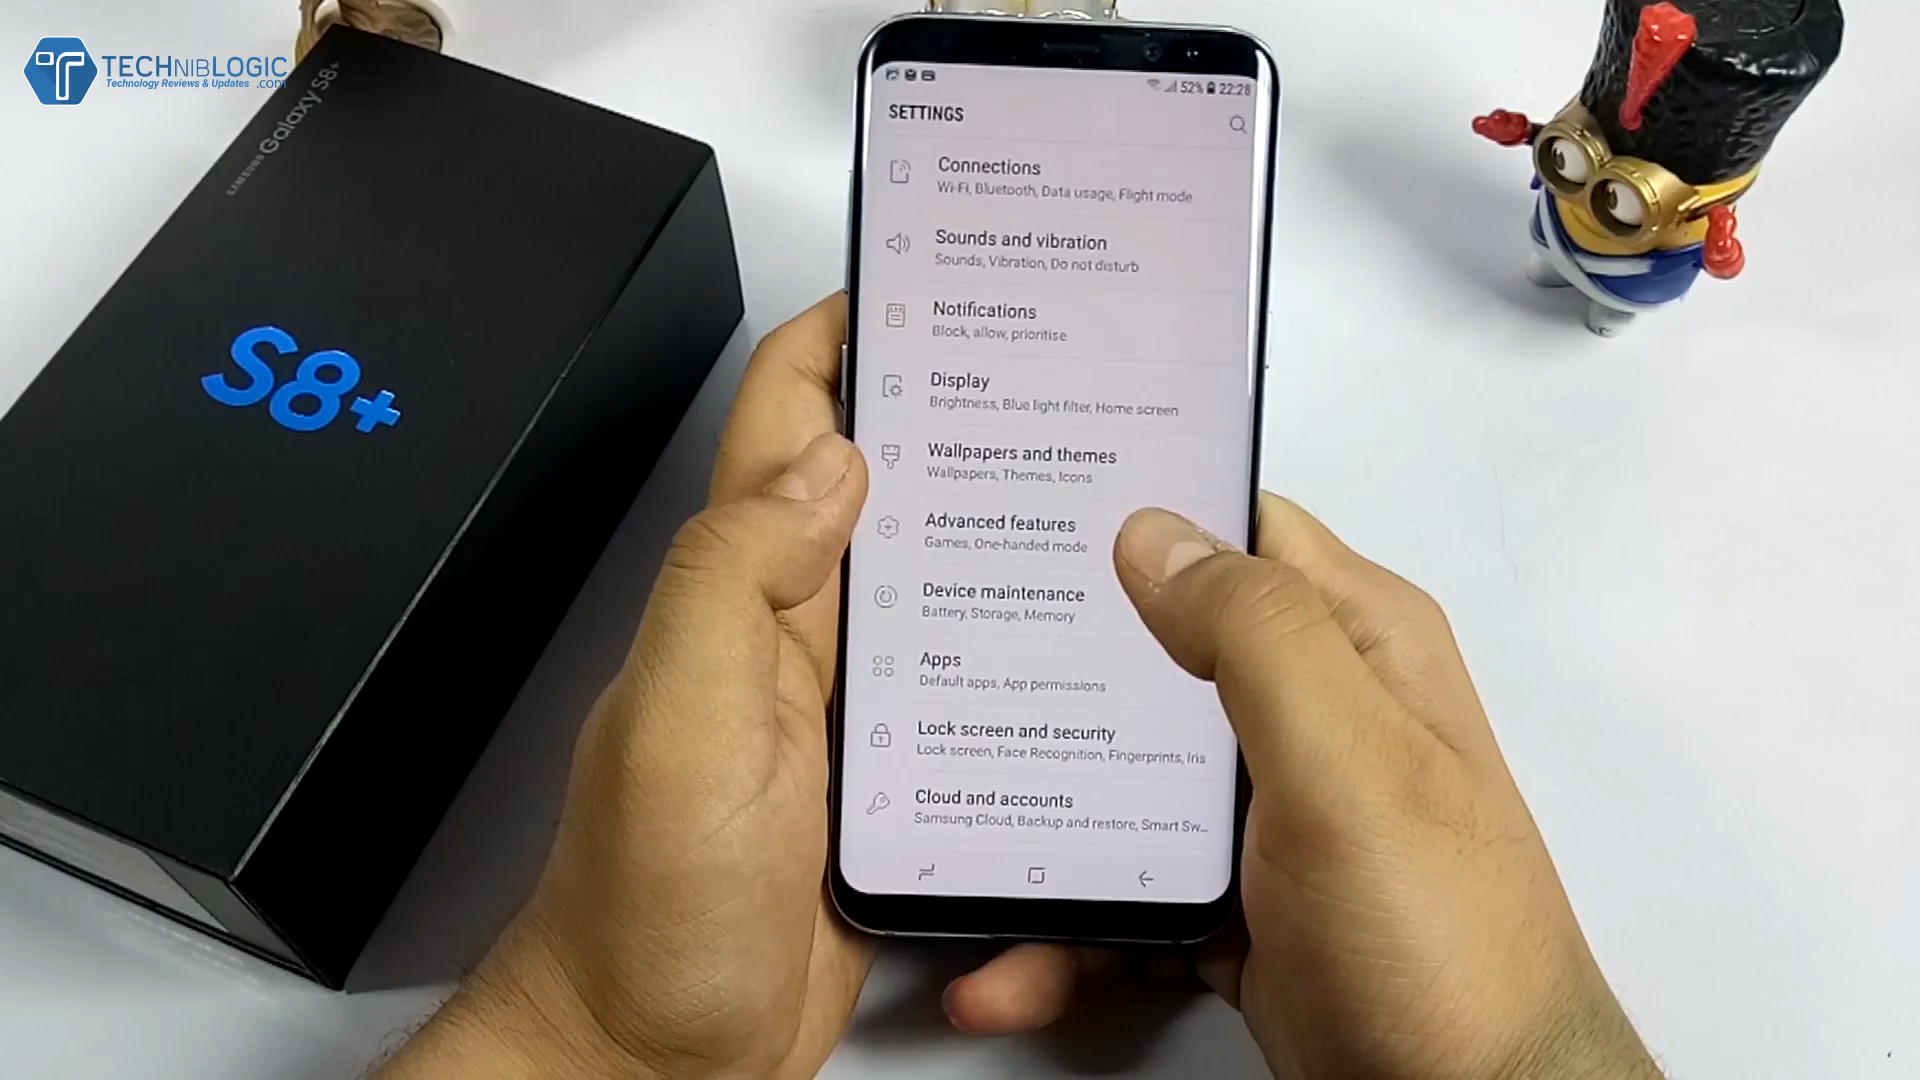 TECHNIBLOGIC
Technology Reviews & Updates .com
SAMSUNG Galaxy S8+
S8+
52% 22:28
SETTINGS
Connections
Wi-Fi, Bluetooth, Data usage, Flight mode
Sounds and vibration
Sounds, Vibration, Do not disturb
Notifications
Block, allow, prioritise
Display
Brightness, Blue light filter, Home screen
Wallpapers and themes
Wallpapers, Themes, Icons
Advanced features
Games, One-handed mode
Device maintenance
Battery, Storage, Memory
Apps
Default apps, App permissions
Lock screen and security
Lock screen, Face Recognition, Fingerprints, Iris
Cloud and accounts
Samsung Cloud, Backup and restore, Smart Sw...